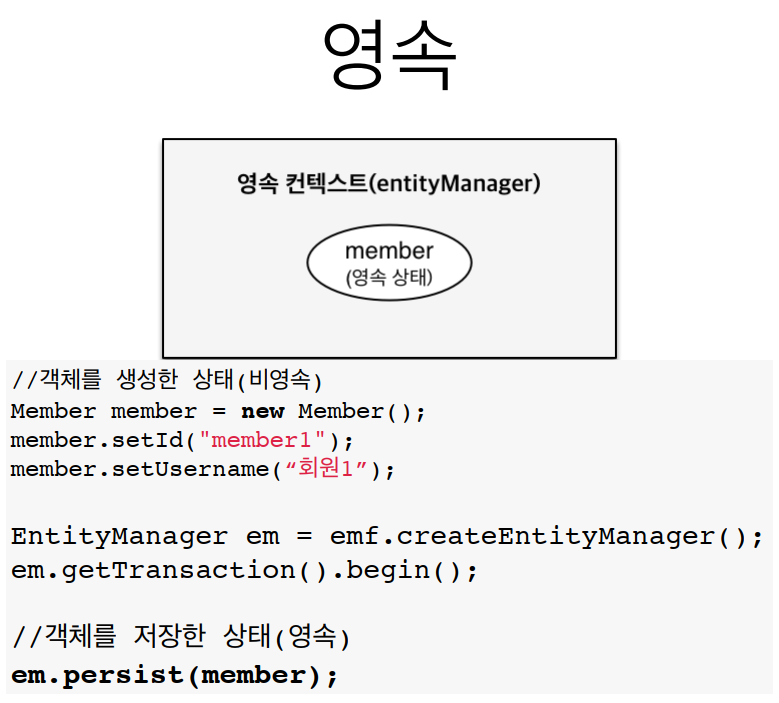 영속
영속 컨텍스트(entityManager)
member
(영속 상태)
//객체를 생성한 상태(비영속)
Member member = new Member();
member.setId("member1");
member.setUsername(“회원1”);
EntityManager em = emf.createEntityManager();
em.getTransaction().begin();
//객체를 저장한 상태(영속)
em.persist(member);